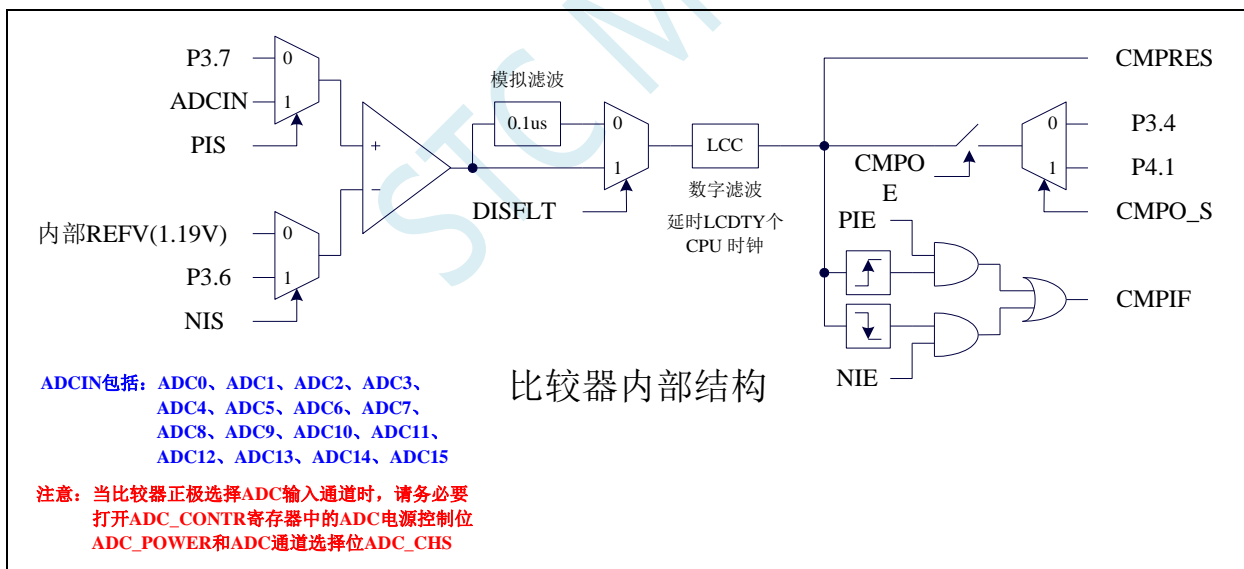 STC M
P3.7
0
ADCIN
1
PIS
+
−
内部REFV(1.19V)
0
P3.6
1
NIS
模拟滤波
0.1us
0
1
DISFLT
LCC
数字滤波
延时LCDTY个
CPU 时钟
CMPRES
CMPO
E
0
P3.4
1
P4.1
CMPO_S
PIE
NIE
CMPIF
比较器内部结构
ADCIN包括：ADC0、ADC1、ADC2、ADC3、
ADC4、ADC5、ADC6、ADC7、
ADC8、ADC9、ADC10、ADC11、
ADC12、ADC13、ADC14、ADC15
注意：当比较器正极选择ADC输入通道时，请务必要
打开ADC_CONTR寄存器中的ADC电源控制位
ADC_POWER和ADC通道选择位ADC_CHS